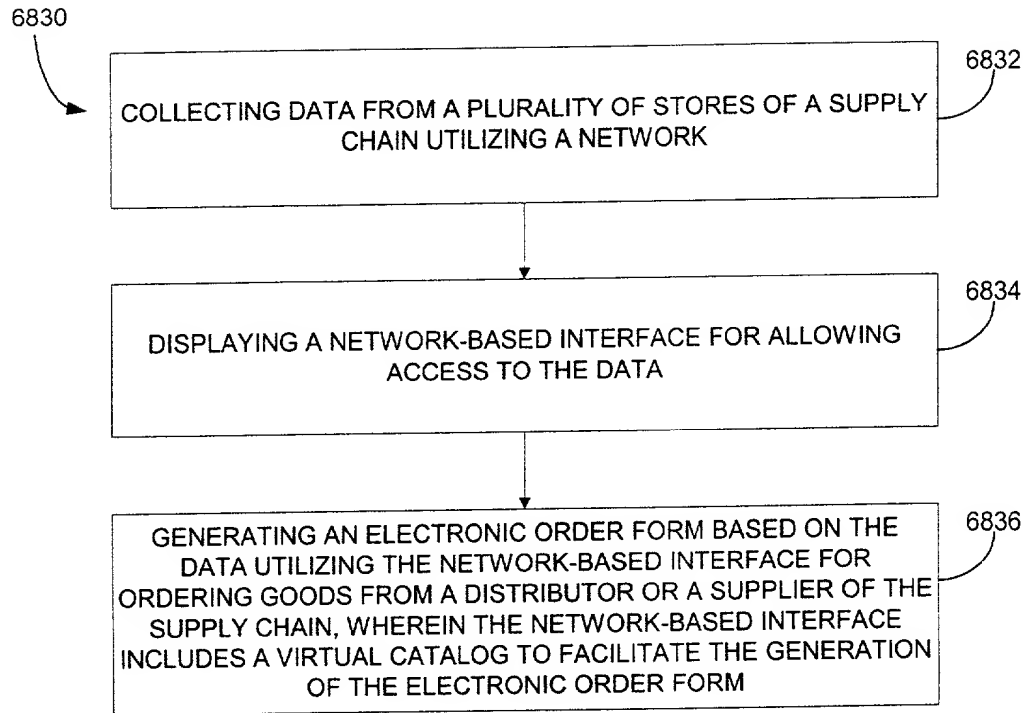 6830
6832
COLLECTING DATA FROM A PLURALITY OF STORES OF A SUPPLY
CHAIN UTILIZING A NETWORK
6834
DISPLAYING A NETWORK-BASED INTERFACE FOR ALLOWING
ACCESS TO THE DATA
6836
GENERATING AN ELECTRONIC ORDER FORM BASED ON THE
DATA UTILIZING THE NETWORK-BASED INTERFACE FOR
ORDERING GOODS FROM A DISTRIBUTOR OR A SUPPLIER OF THE
SUPPLY CHAIN, WHEREIN THE NETWORK-BASED INTERFACE
INCLUDES A VIRTUAL CATALOG TO FACILITATE THE GENERATION
OF THE ELECTRONIC ORDER FORM